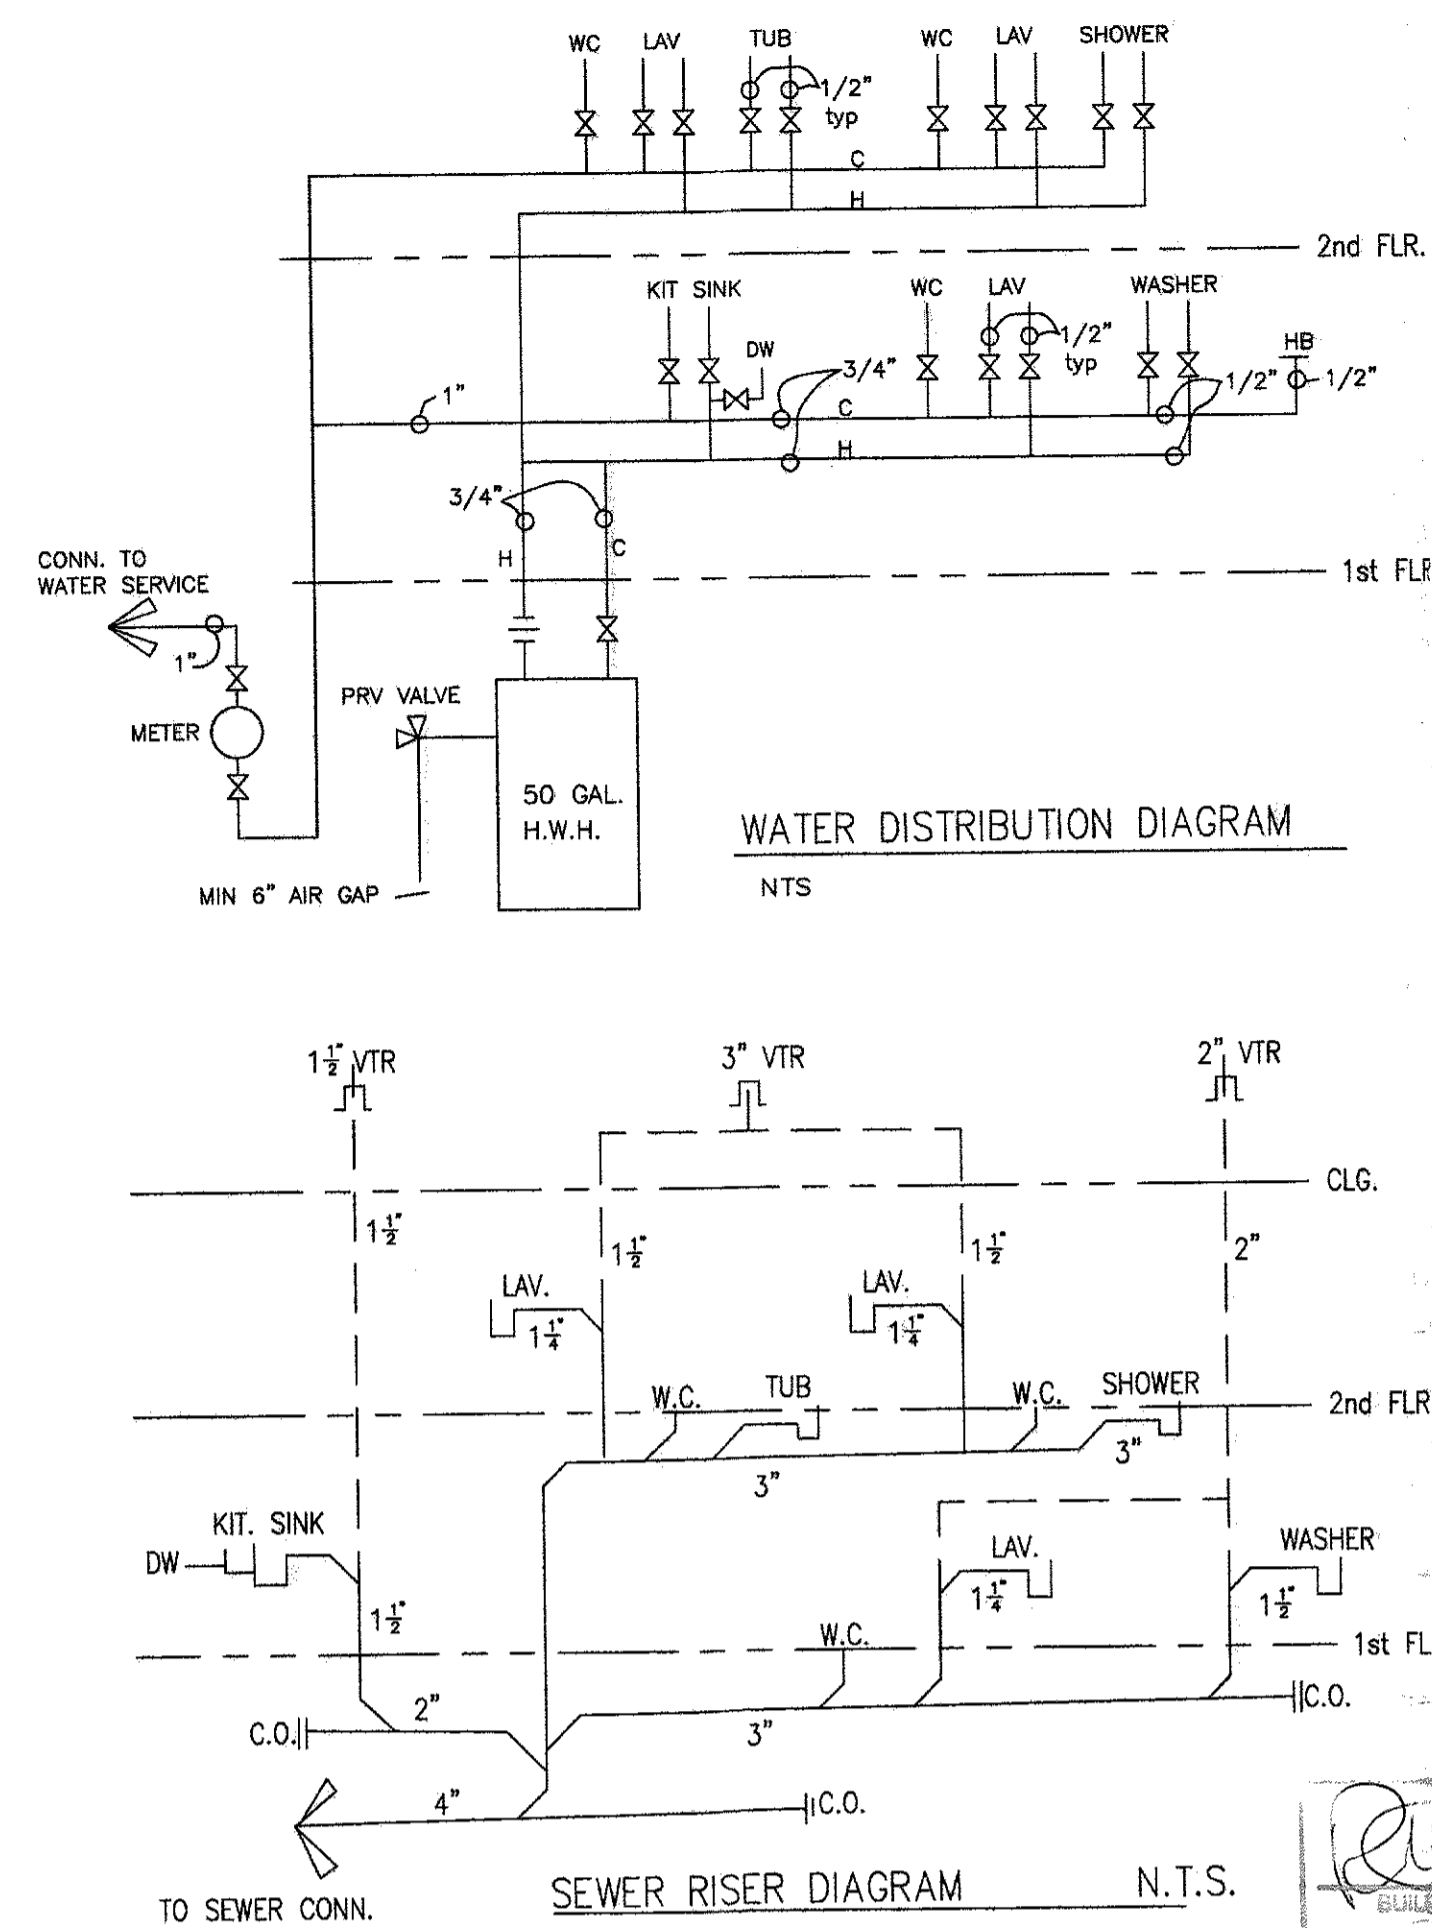 WC LAV TUB WC LAV SHOWER
1/2"
typ
C
H
2nd FLR.
KIT SINK WC LAV WASHER
DW 1/2" HB
3/4" typ
1" 1/2" 1/2"
C
H
3/4"
H C
CONN. TO
WATER SERVICE
1st FLR
1"
PRV VALVE
METER
50 GAL.
H.W.H.
WATER DISTRIBUTION DIAGRAM
MIN 6" AIR GAP
NTS
1 1/2" VTR 3" VTR 2" VTR
CLG.
1 1/2" 1 1/2" 1 1/2" 2"
LAV. LAV.
1 1/4" 1 1/4"
W.C. TUB W.C. SHOWER
2nd FLR
3" 3"
KIT. SINK
DW LAV. WASHER
1 1/2" 1 1/4" 1 1/2"
W.C.
1st FL
2"
C.O. 3" C.O.
4" C.O.
SEWER RISER DIAGRAM N.T.S.
TO SEWER CONN.